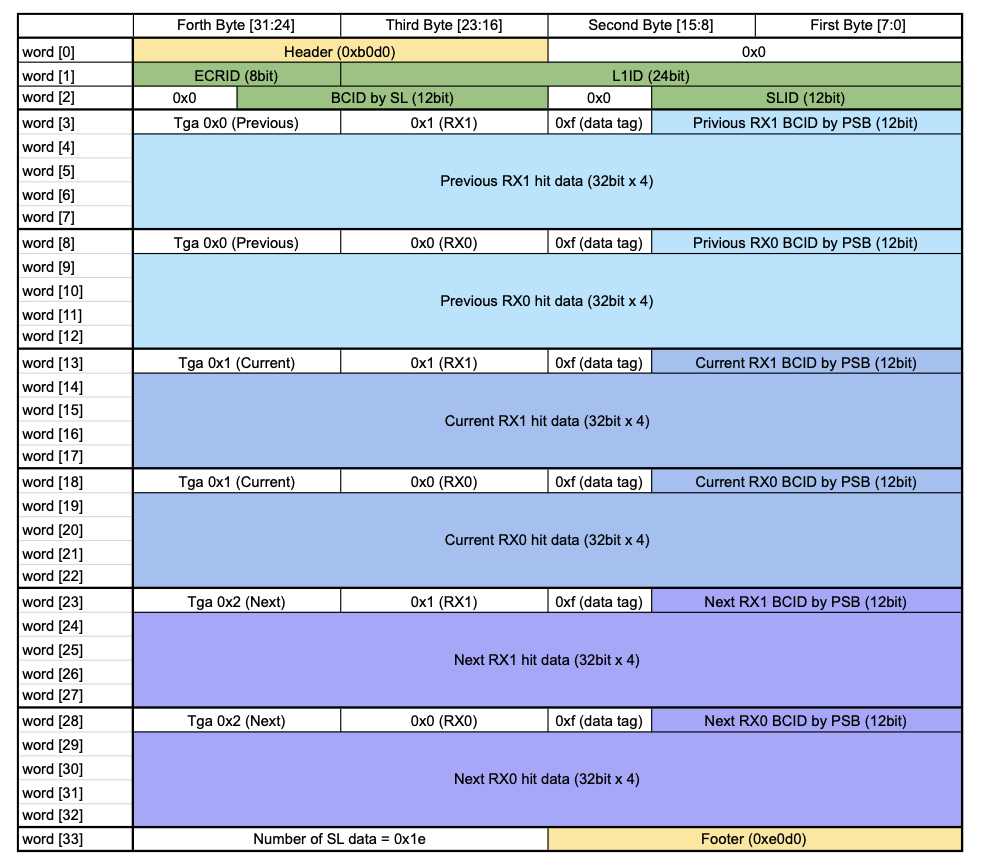 Forth Byte [31:24] Third Byte [23:16] Second Byte [15:8] First Byte [7:0]
word [0] Header (0xb0d0) 0x0
word [1] ECRID (8bit) L1ID (24bit)
word [2] 0x0 BCID by SL (12bit) 0x0 SLID (12bit)
word [3] Tga 0x0 (Previous) 0x1 (RX1) 0xf (data tag) Privious RX1 BCID by PSB (12bit)
word [4]
word [5]
Previous RX1 hit data (32bit x 4)
word [6]
word [7]
word [8] Tga 0x0 (Previous) 0x0 (RX0) 0xf (data tag) Privious RX0 BCID by PSB (12bit)
word [9]
word [10]
Previous RX0 hit data (32bit x 4)
word [11]
word [12]
word [13] Tga 0x1 (Current) 0x1 (RX1) 0xf (data tag) Current RX1 BCID by PSB (12bit)
word [14]
word [15]
Current RX1 hit data (32bit x 4)
word [16]
word [17]
word [18] Tga 0x1 (Current) 0x0 (RX0) 0xf (data tag) Current RX0 BCID by PSB (12bit)
word [19]
word [20]
Current RX0 hit data (32bit x 4)
word [21]
word [22]
word [23] Tga 0x2 (Next) 0x1 (RX1) 0xf (data tag) Next RX1 BCID by PSB (12bit)
word [24]
word [25]
Next RX1 hit data (32bit x 4)
word [26]
word [27]
word [28] Tga 0x2 (Next) 0x0 (RX0) 0xf (data tag) Next RX0 BCID by PSB (12bit)
word [29]
word [30]
Next RX0 hit data (32bit x 4)
word [31]
word [32]
word [33] Number of SL data = 0x1e Footer (0xe0d0)